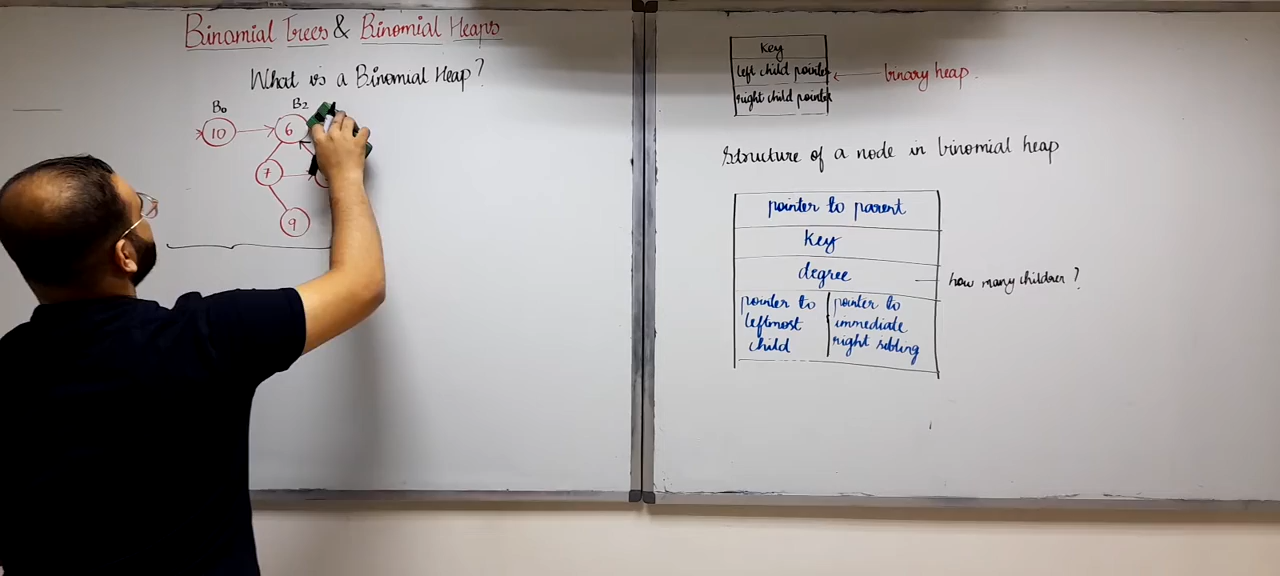 Binomial Trees & Binomial Heaps
What is a Binomial Heap?
B0
B2
10
6
7
9
key
left child pointer
right child pointer
binary heap.
Structure of a node in binomial heap
pointer to parent
key
degree
how many children?
pointer to
leftmost
child
pointer to
immediate
right sibling